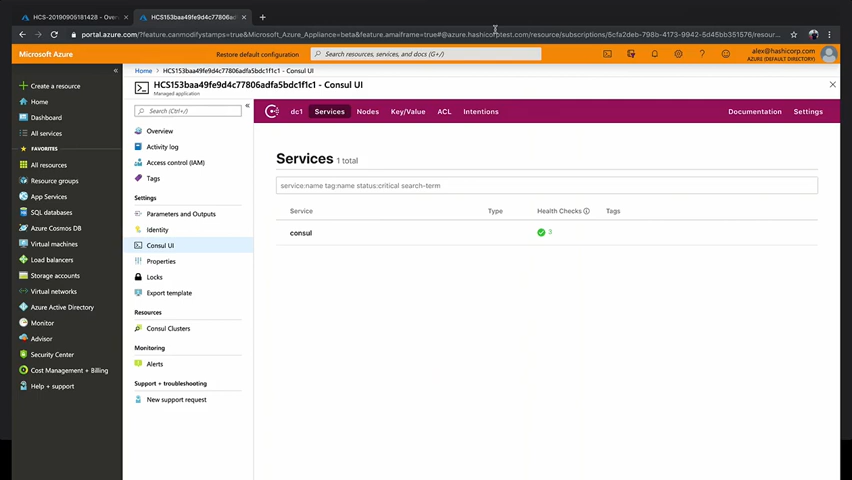 HCS-20190905181428 - Over
HCS153baa49fe9d4c77806adfa5bd
portal.azure.com/?feature.canmodifystamps=true&Microsoft_Azure_Appliance=beta&feature.amaiframe=true#@azure.hashicorptest.com/resource/subscriptions/5cfa2deb-798b-4173-9942-5d45bb351576/resour...
Microsoft Azure
Restore default configuration
Search resources, services, and docs (G+/)
alex@hashicorp.com
AZURE (DEFAULT DIRECTORY)
Create a resource
Home
Dashboard
All services
FAVORITES
All resources
Resource groups
App Services
SQL databases
Azure Cosmos DB
Virtual machines
Load balancers
Storage accounts
Virtual networks
Azure Active Directory
Monitor
Advisor
Security Center
Cost Management + Billing
Help + support
Home > HCS153baa49fe9d4c77806adfa5bdc1f1c1 - Consul UI
HCS153baa49fe9d4c77806adfa5bdc1f1c1 - Consul UI
Managed application
Search (Ctrl+/)
Overview
Activity log
Access control (IAM)
Tags
Settings
Parameters and Outputs
Identity
Consul UI
Properties
Locks
Export template
Resources
Consul Clusters
Monitoring
Alerts
Support + troubleshooting
New support request
dc1 Services Nodes Key/Value ACL Intentions Documentation Settings
Services 1 total
service:name tag:name status:critical search-term
Service Type Health Checks Tags
consul 3